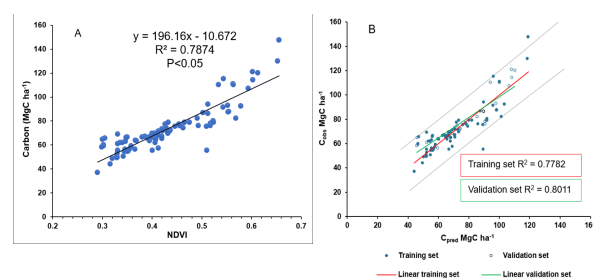 A
y = 196.16x - 10.672
R² = 0.7874
P<0.05
Carbon (MgC ha⁻¹)
160
140
120
100
80
60
40
20
0
0.2
0.3
0.4
0.5
0.6
0.7
NDVI
B
C_obs MgC ha⁻¹
160
140
120
100
80
60
40
20
0
Training set R² = 0.7782
Validation set R² = 0.8011
0
20
40
60
80
100
120
140
160
C_pred MgC ha⁻¹
Training set
Validation set
Linear training set
Linear validation set